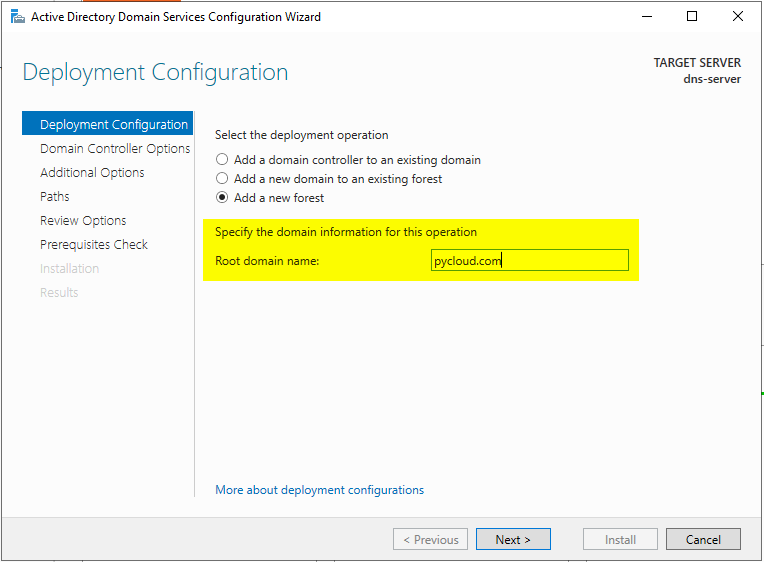 Active Directory Domain Services Configuration Wizard
Deployment Configuration
TARGET SERVER
dns-server
Deployment Configuration
Domain Controller Options
Additional Options
Paths
Review Options
Prerequisites Check
Installation
Results
Select the deployment operation
Add a domain controller to an existing domain
Add a new domain to an existing forest
Add a new forest
Specify the domain information for this operation
Root domain name: pycloud.com
More about deployment configurations
< Previous Next > Install Cancel